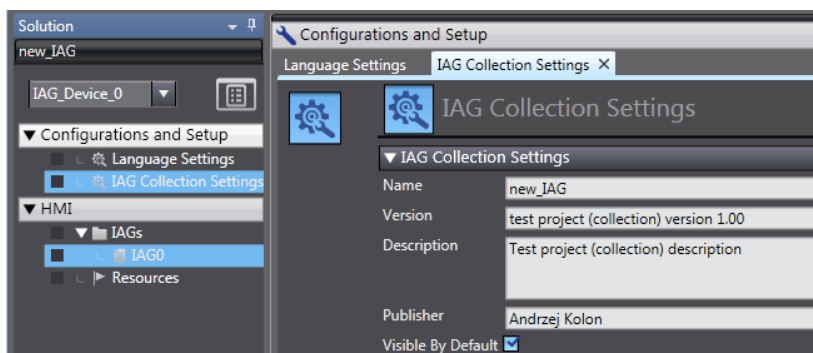 Solution
new_IAG
IAG_Device_0
Configurations and Setup
Language Settings
IAG Collection Settings
HMI
IAGs
IAG0
Resources
Configurations and Setup
Language Settings IAG Collection Settings X
IAG Collection Settings
IAG Collection Settings
Name new_IAG
Version test project (collection) version 1.00
Description Test project (collection) description
Publisher Andrzej Kolon
Visible By Default